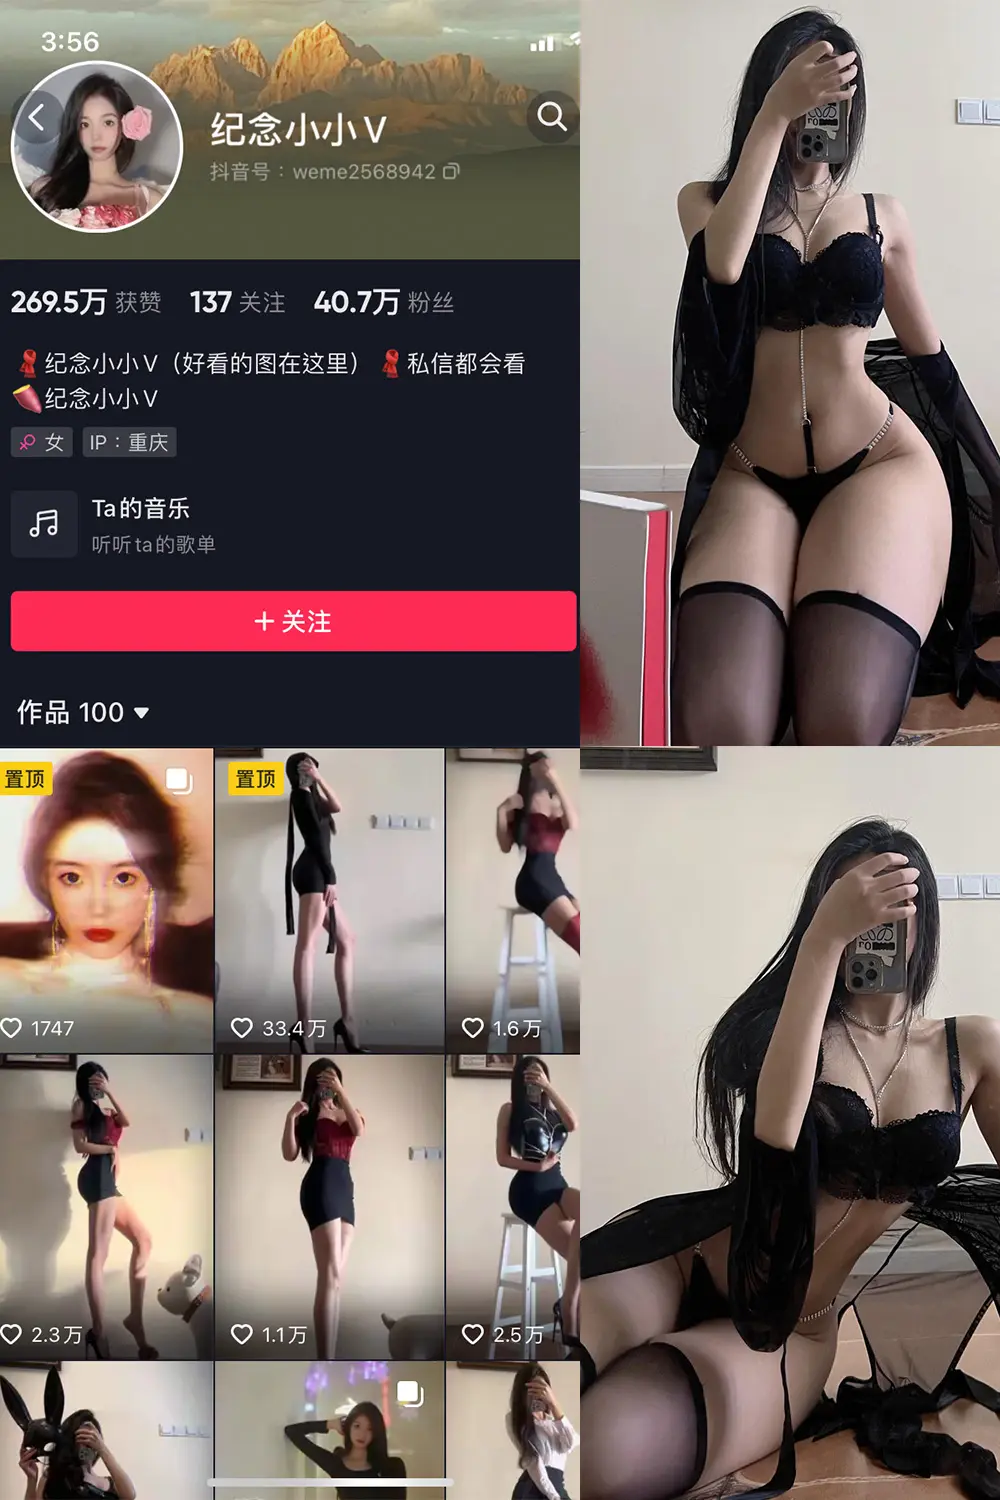 3:56
纪念小小V
抖音号：weme2568942
269.5万 获赞 137 关注 40.7万 粉丝
纪念小小V（好看的图在这里） 私信都会看
纪念小小V
女 IP：重庆
Ta的音乐
听听ta的歌单
+ 关注
作品 100
置顶 置顶
1747 33.4万 1.6万
2.3万 1.1万 2.5万